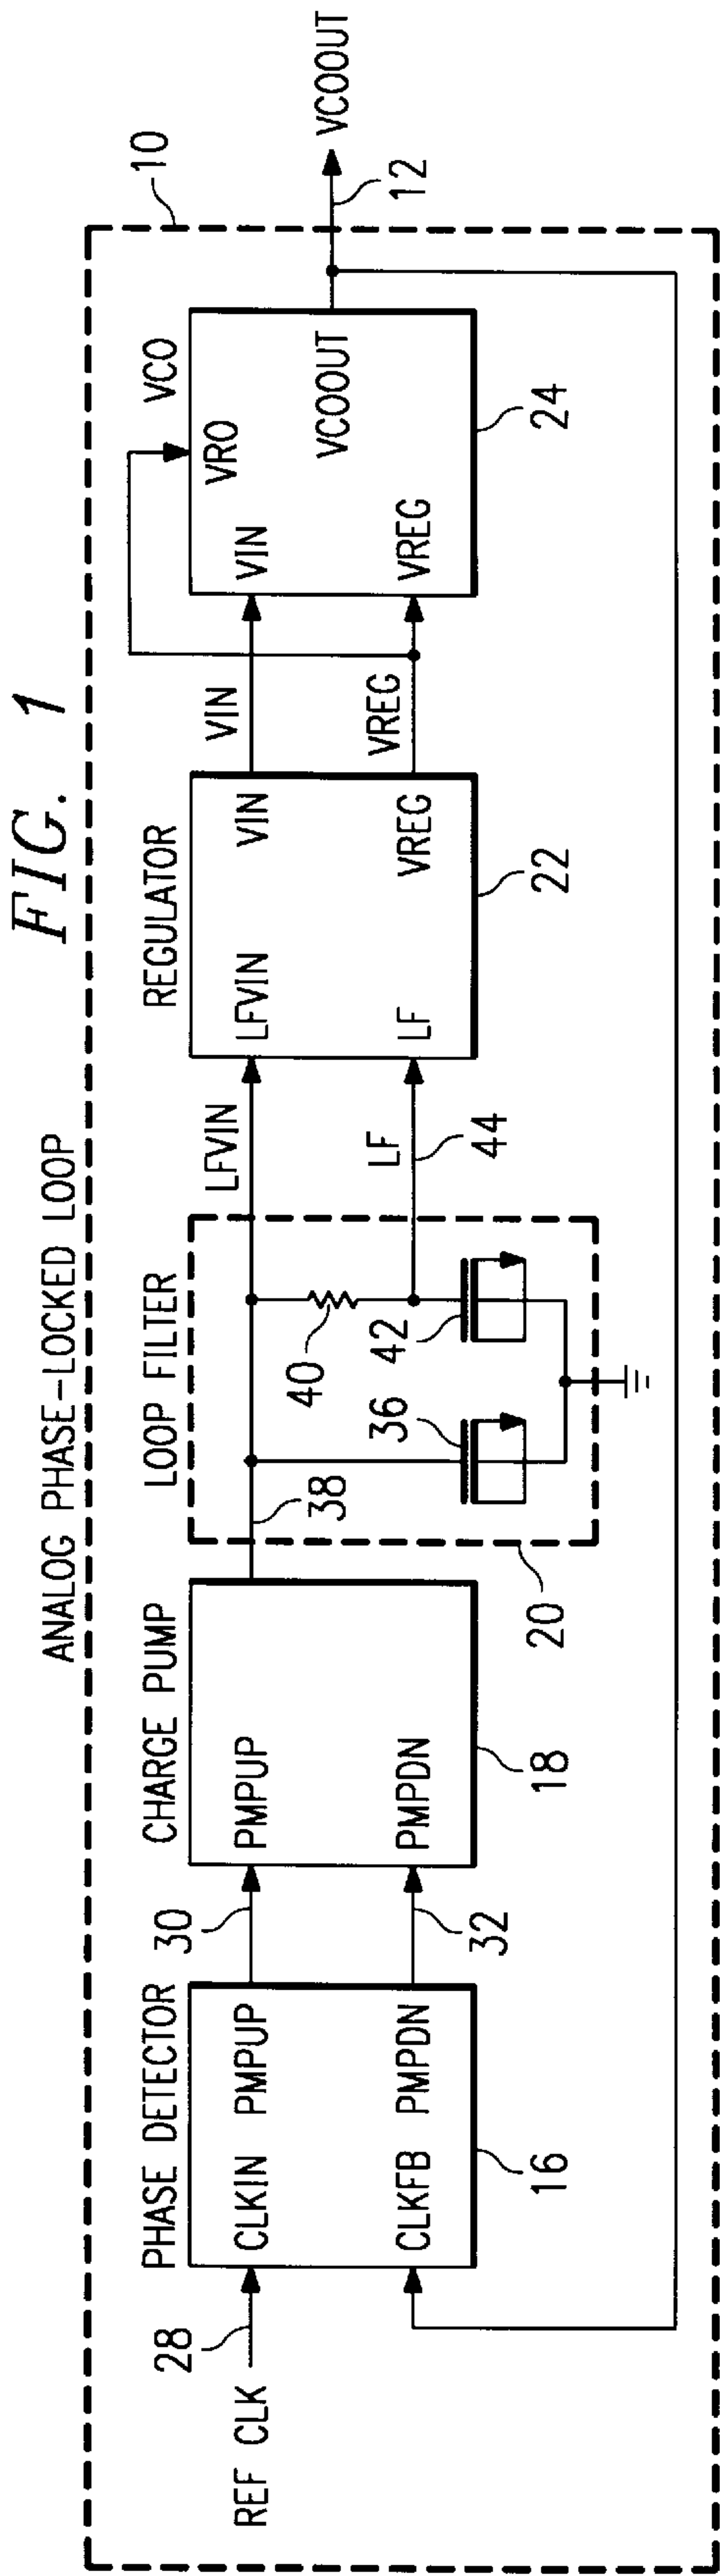 FIG. 1
ANALOG PHASE-LOCKED LOOP
10
PHASE DETECTOR
CHARGE PUMP
LOOP FILTER
REGULATOR
VCO
REF CLK
28
CLKIN
PMPUP
CLKFB
PMPDN
16
30
32
PMPUP
PMPDN
18
38
36
40
42
20
LFVIN
LF
44
LFVIN
VIN
LF
VREG
22
VIN
VREG
VRO
VIN
VCOOUT
VREG
24
12
VCOOUT